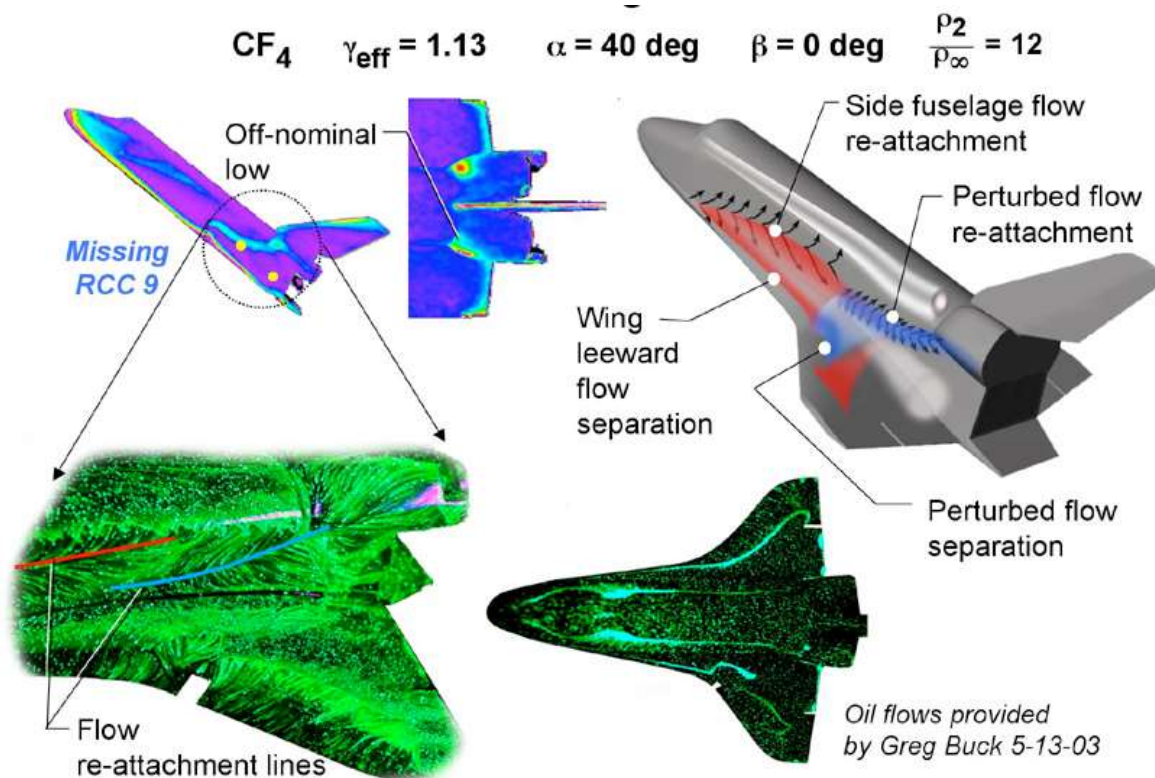 CF₄ γeff = 1.13 α = 40 deg β = 0 deg ρ₂/ρ∞ = 12
Off-nominal
low
Missing
RCC 9
Side fuselage flow
re-attachment
Perturbed flow
re-attachment
Wing
leeward
flow
separation
Perturbed flow
separation
Flow
re-attachment lines
Oil flows provided
by Greg Buck 5-13-03